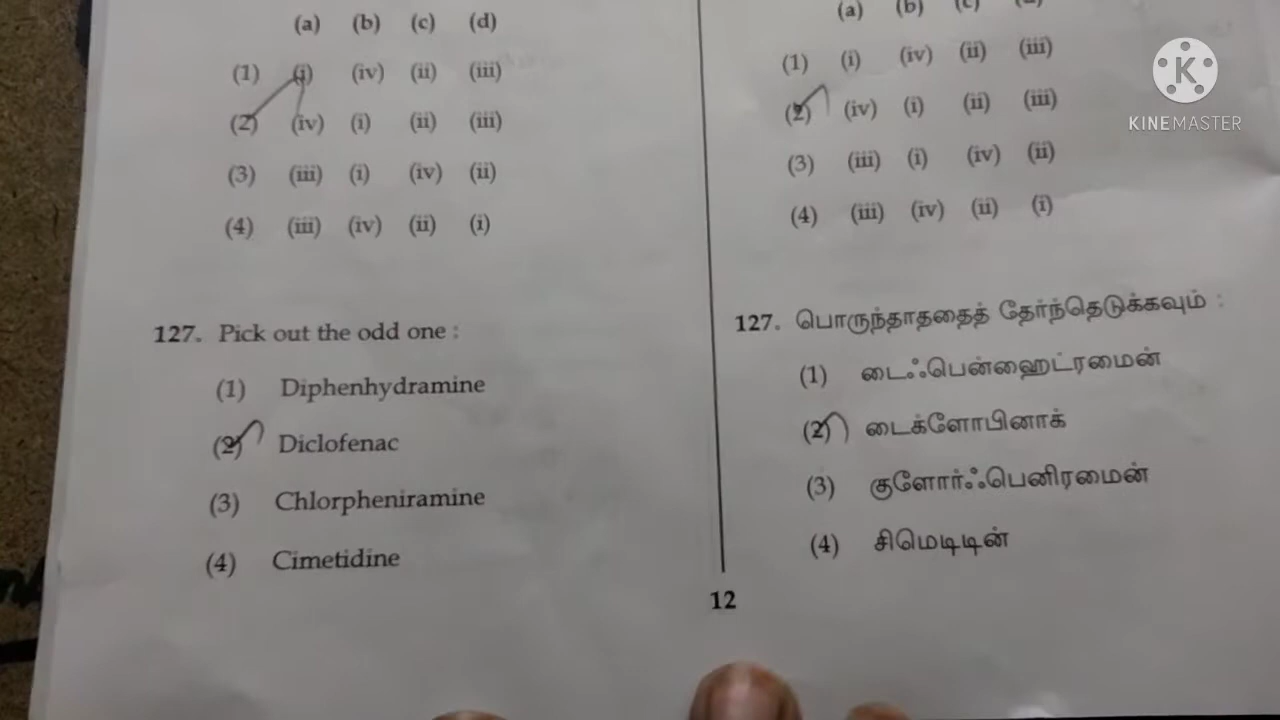 (a) (b) (c) (d)
(1) (i) (iv) (ii) (iii)
(2) (iv) (i) (ii) (iii)
(3) (iii) (i) (iv) (ii)
(4) (iii) (iv) (ii) (i)
127. Pick out the odd one :
(1) Diphenhydramine
(2) Diclofenac
(3) Chlorpheniramine
(4) Cimetidine
(a) (b) (c)
(1) (i) (iv) (ii) (iii)
(2) (iv) (i) (ii) (iii)
(3) (iii) (i) (iv) (ii)
(4) (iii) (iv) (ii) (i)
127. பொருந்தாததைத் தேர்ந்தெடுக்கவும் :
(1) டைஃபென்ஹைட்ரமைன்
(2) டைக்ளோபினாக்
(3) குளோர்ஃபெனிரமைன்
(4) சிமெடிடின்
12
K
KINEMASTER